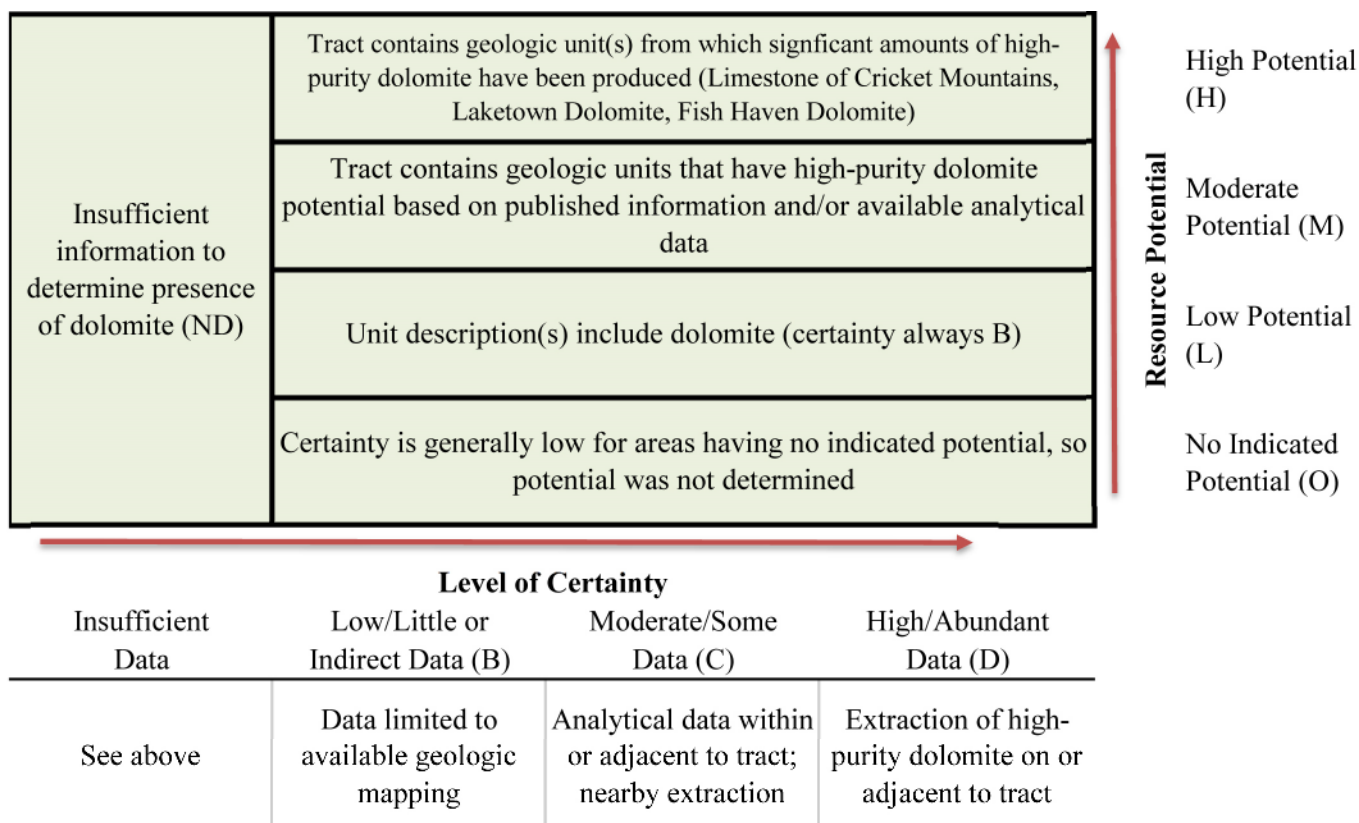 Tract contains geologic unit(s) from which signficant amounts of high-
purity dolomite have been produced (Limestone of Cricket Mountains,
Laketown Dolomite, Fish Haven Dolomite)
High Potential
(H)
Tract contains geologic units that have high-purity dolomite
potential based on published information and/or available analytical
data
Moderate
Potential (M)
Insufficient
information to
determine presence
of dolomite (ND)
Unit description(s) include dolomite (certainty always B)
Low Potential
(L)
Certainty is generally low for areas having no indicated potential, so
potential was not determined
No Indicated
Potential (O)
Resource Potential
Level of Certainty
Insufficient
Data
Low/Little or
Indirect Data (B)
Moderate/Some
Data (C)
High/Abundant
Data (D)
See above
Data limited to
available geologic
mapping
Analytical data within
or adjacent to tract;
nearby extraction
Extraction of high-
purity dolomite on or
adjacent to tract